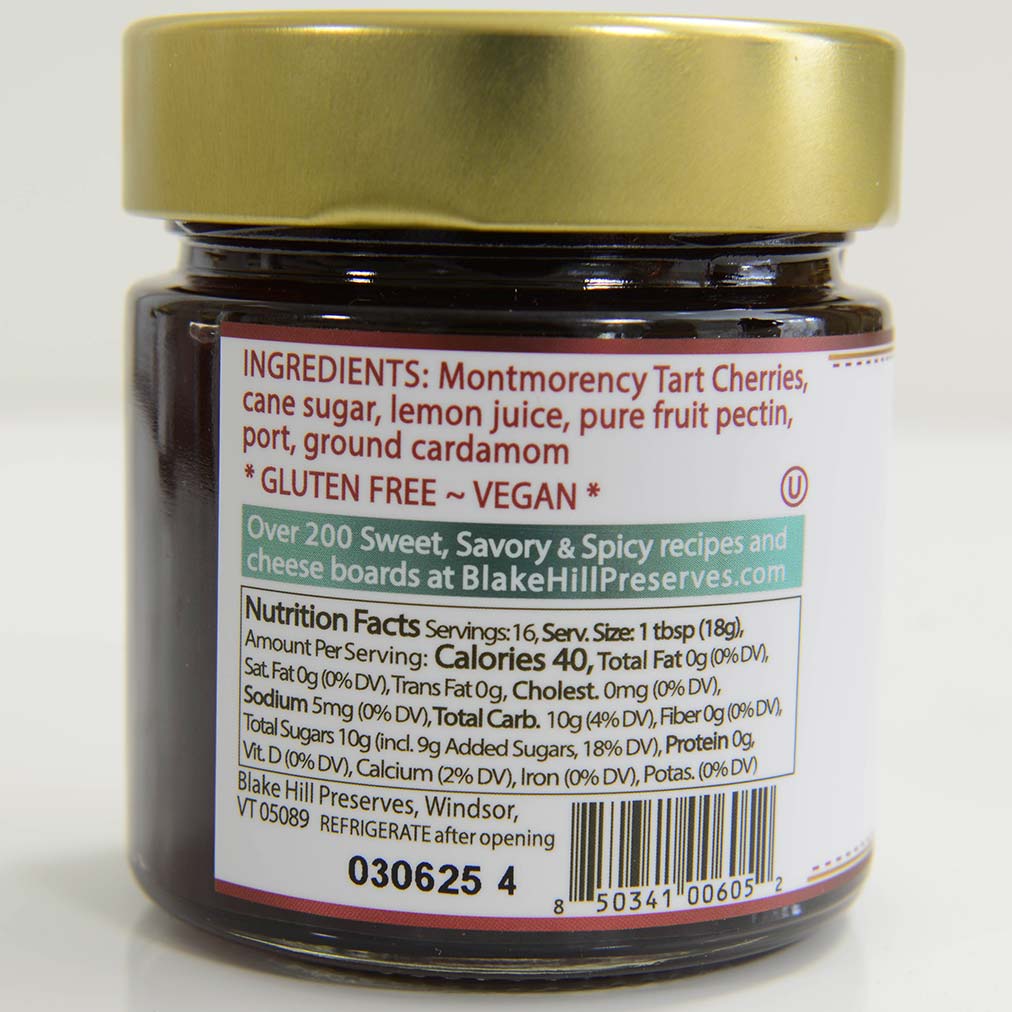 INGREDIENTS: Montmorency Tart Cherries,
cane sugar, lemon juice, pure fruit pectin,
port, ground cardamom
* GLUTEN FREE ~ VEGAN *
U
Over 200 Sweet, Savory & Spicy recipes and
cheese boards at BlakeHillPreserves.com
Nutrition Facts Servings: 16, Serv. Size: 1 tbsp (18g),
Amount Per Serving: Calories 40, Total Fat 0g (0% DV),
Sat. Fat 0g (0% DV), Trans Fat 0g, Cholest. 0mg (0% DV),
Sodium 5mg (0% DV), Total Carb. 10g (4% DV), Fiber 0g (0% DV),
Total Sugars 10g (incl. 9g Added Sugars, 18% DV), Protein 0g,
Vit. D (0% DV), Calcium (2% DV), Iron (0% DV), Potas. (0% DV)
Blake Hill Preserves, Windsor,
VT 05089 REFRIGERATE after opening
030625 4
8 50341 00605 2